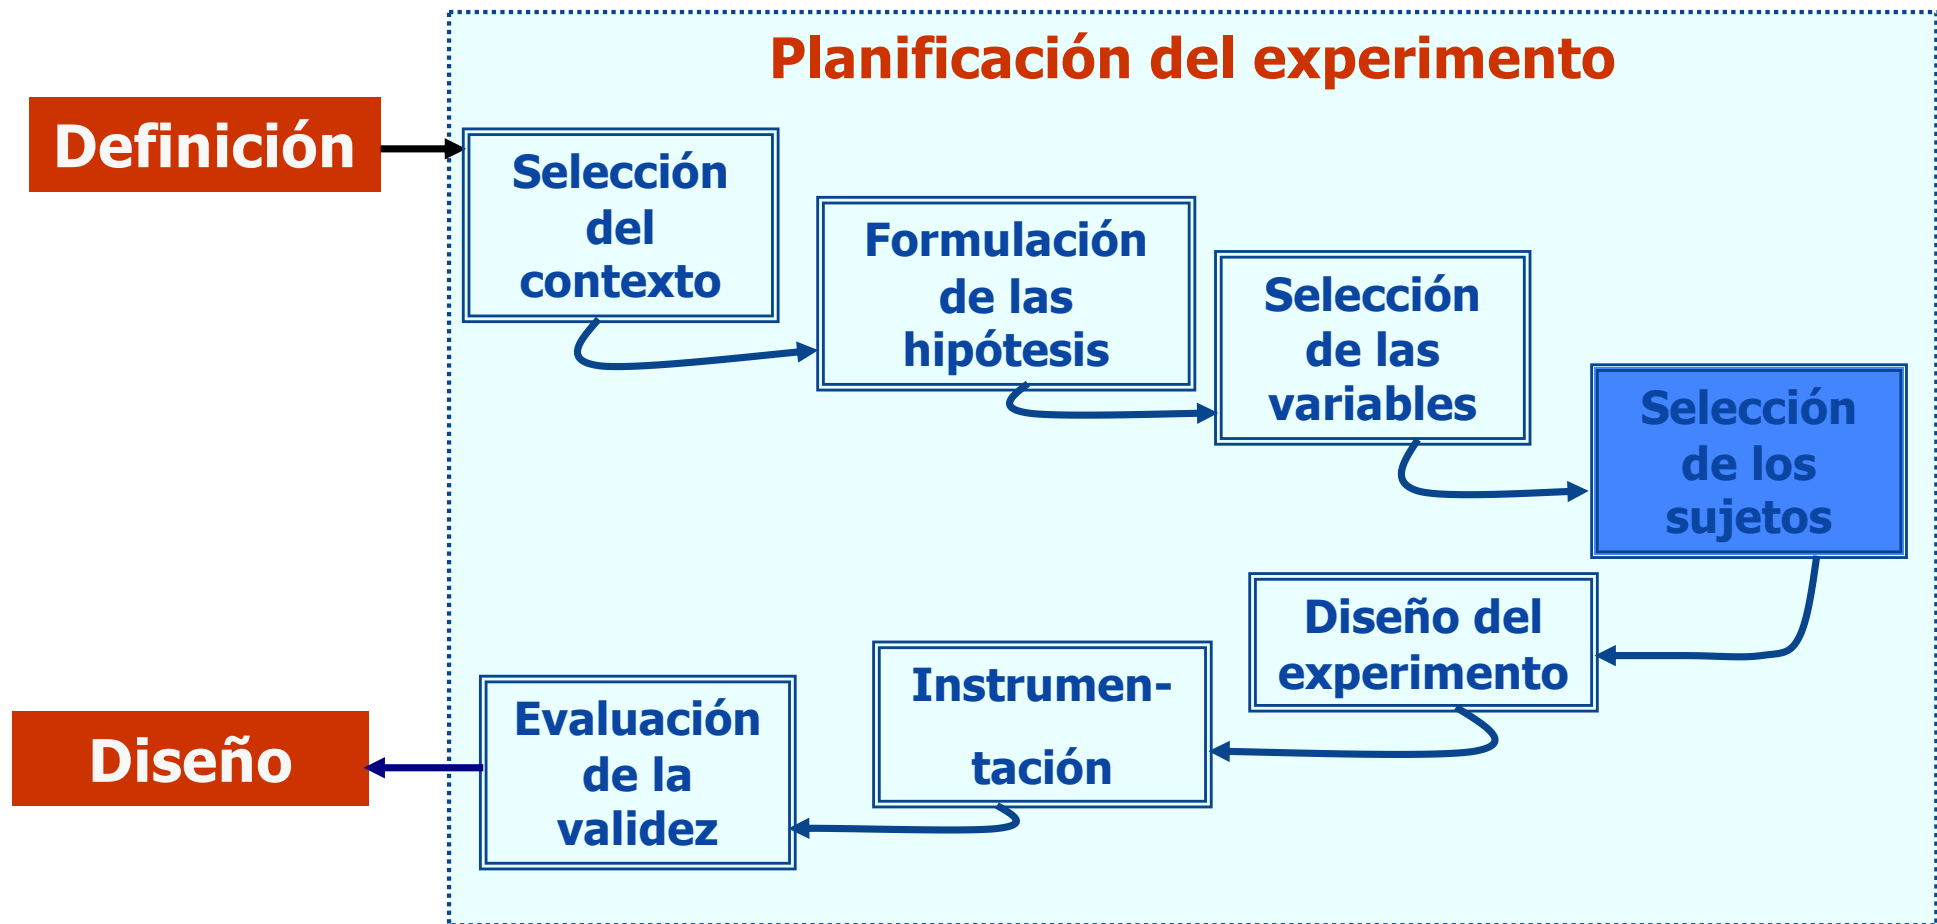 Planificación del experimento
Definición
Selección
del
contexto
Formulación
de las
hipótesis
Selección
de las
variables
Selección
de los
sujetos
Diseño del
experimento
Instrumen-
tación
Evaluación
de la
validez
Diseño